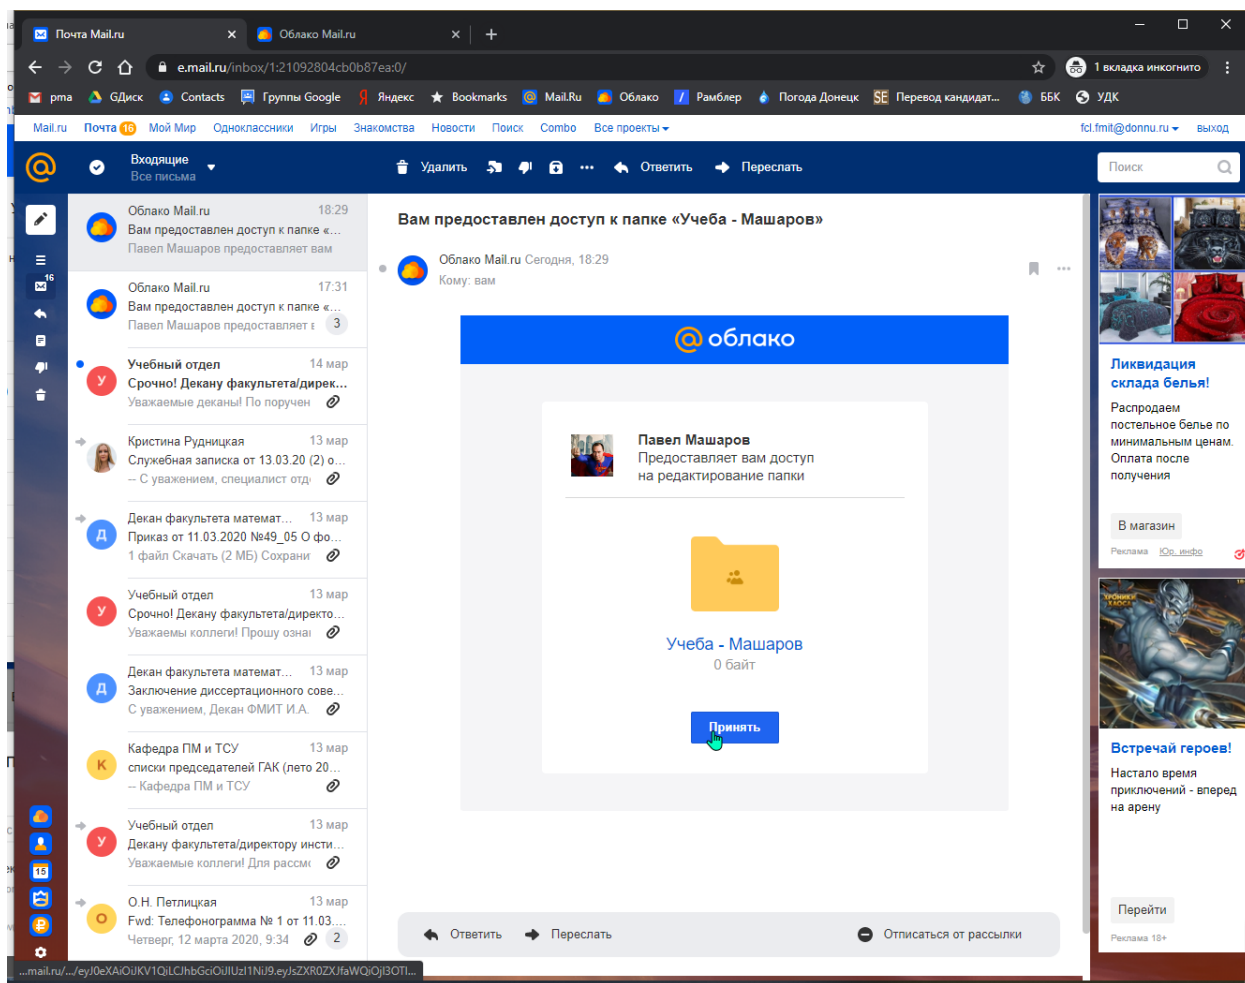 Почта Mail.ru
Облако Mail.ru
e.mail.ru/inbox/1:21092804cb0b87ea:0/
1 вкладка инкогнито
pma GДиск Contacts Группы Google Яндекс Bookmarks Mail.Ru Облако Рамблер Погода Донецк Перевод кандидат... ББК УДК
Mail.ru Почта 16 Мой Мир Одноклассники Игры Знакомства Новости Поиск Combo Все проекты fcl.fmit@donnu.ru выход
Входящие
Все письма
Удалить Ответить Переслать
Поиск
16
15
Облако Mail.ru 18:29
Вам предоставлен доступ к папке «...
Павел Машаров предоставляет вам
Облако Mail.ru 17:31
Вам предоставлен доступ к папке «...
Павел Машаров предоставляет в 3
Учебный отдел 14 мар
У
Срочно! Декану факультета/дирек...
Уважаемые деканы! По поручен
Кристина Рудницкая 13 мар
Служебная записка от 13.03.20 (2) о...
-- С уважением, специалист отд
Декан факультета математ... 13 мар
Д
Приказ от 11.03.2020 №49_05 О фо...
1 файл Скачать (2 МБ) Сохрани
Учебный отдел 13 мар
У
Срочно! Декану факультета/директо...
Уважаемы коллеги! Прошу озна
Декан факультета математ... 13 мар
Д
Заключение диссертационного сове...
С уважением, Декан ФМИТ И.А.
Кафедра ПМ и ТСУ 13 мар
К
списки председателей ГАК (лето 20...
-- Кафедра ПМ и ТСУ
Учебный отдел 13 мар
У
Декану факультета/директору инсти...
Уважаемые коллеги! Для рассм
О.Н. Петлицкая 13 мар
О
Fwd: Телефонограмма № 1 от 11.03....
Четверг, 12 марта 2020, 9:34 2
Вам предоставлен доступ к папке «Учеба - Машаров»
Облако Mail.ru Сегодня, 18:29
Кому: вам
облако
Павел Машаров
Предоставляет вам доступ
на редактирование папки
Учеба - Машаров
0 байт
Принять
Ответить Переслать Отписаться от рассылки
Ликвидация
склада белья!
Распродаем
постельное белье по
минимальным ценам.
Оплата после
получения
В магазин
Реклама Юр. инфо
ХРОНИКИ
ХАОСА
Встречай героев!
Настало время
приключений - вперед
на арену
Перейти
Реклама 18+